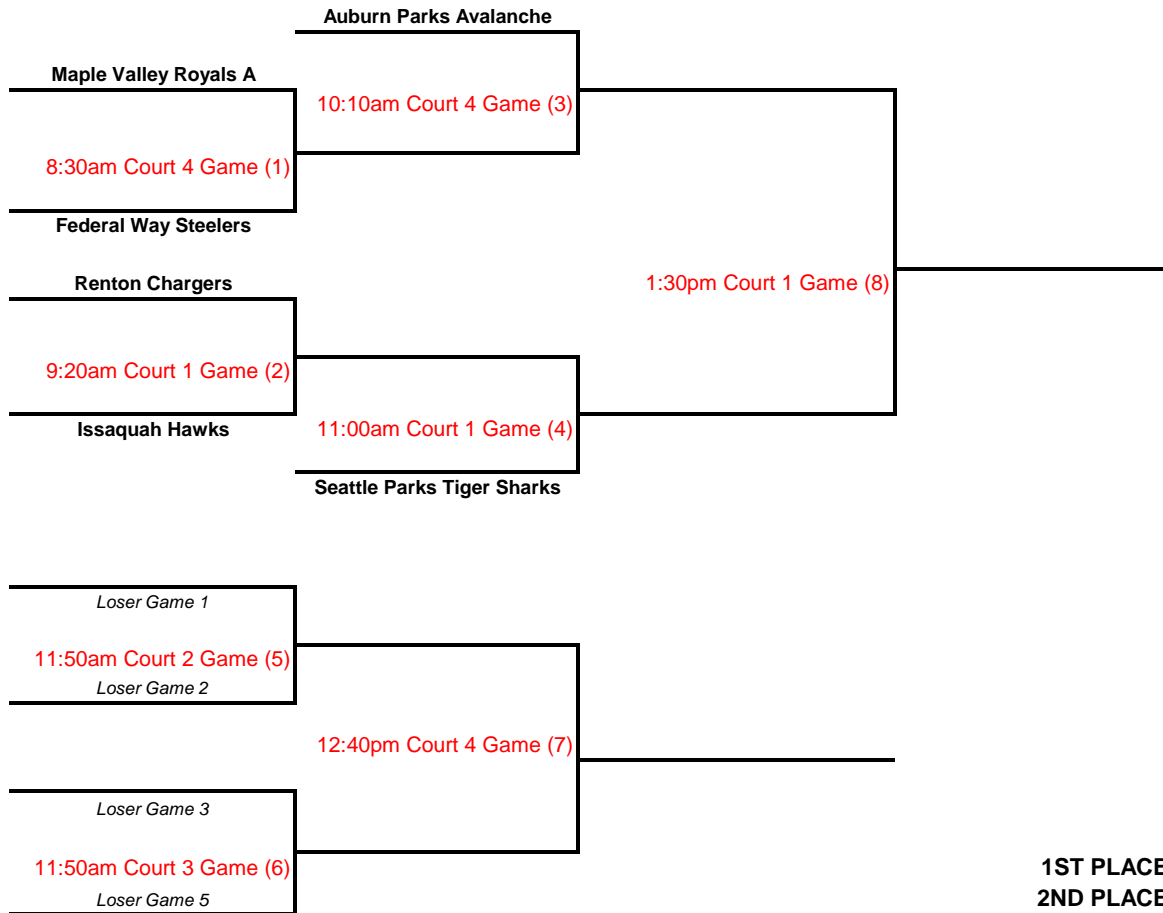 Auburn Parks Avalanche
Maple Valley Royals A
10:10am Court 4 Game (3)
8:30am Court 4 Game (1)
Federal Way Steelers
Renton Chargers
1:30pm Court 1 Game (8)
9:20am Court 1 Game (2)
Issaquah Hawks
11:00am Court 1 Game (4)
Seattle Parks Tiger Sharks
Loser Game 1
11:50am Court 2 Game (5)
Loser Game 2
12:40pm Court 4 Game (7)
Loser Game 3
11:50am Court 3 Game (6)
1ST PLACE
Loser Game 5
2ND PLACE